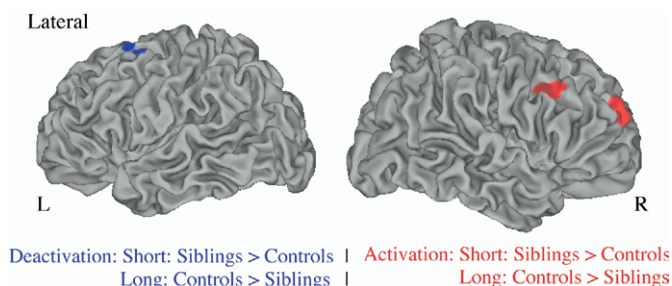 Lateral
L
R
Deactivation: Short: Siblings > Controls | Activation: Short: Siblings > Controls
Long: Controls > Siblings | Long: Controls > Siblings